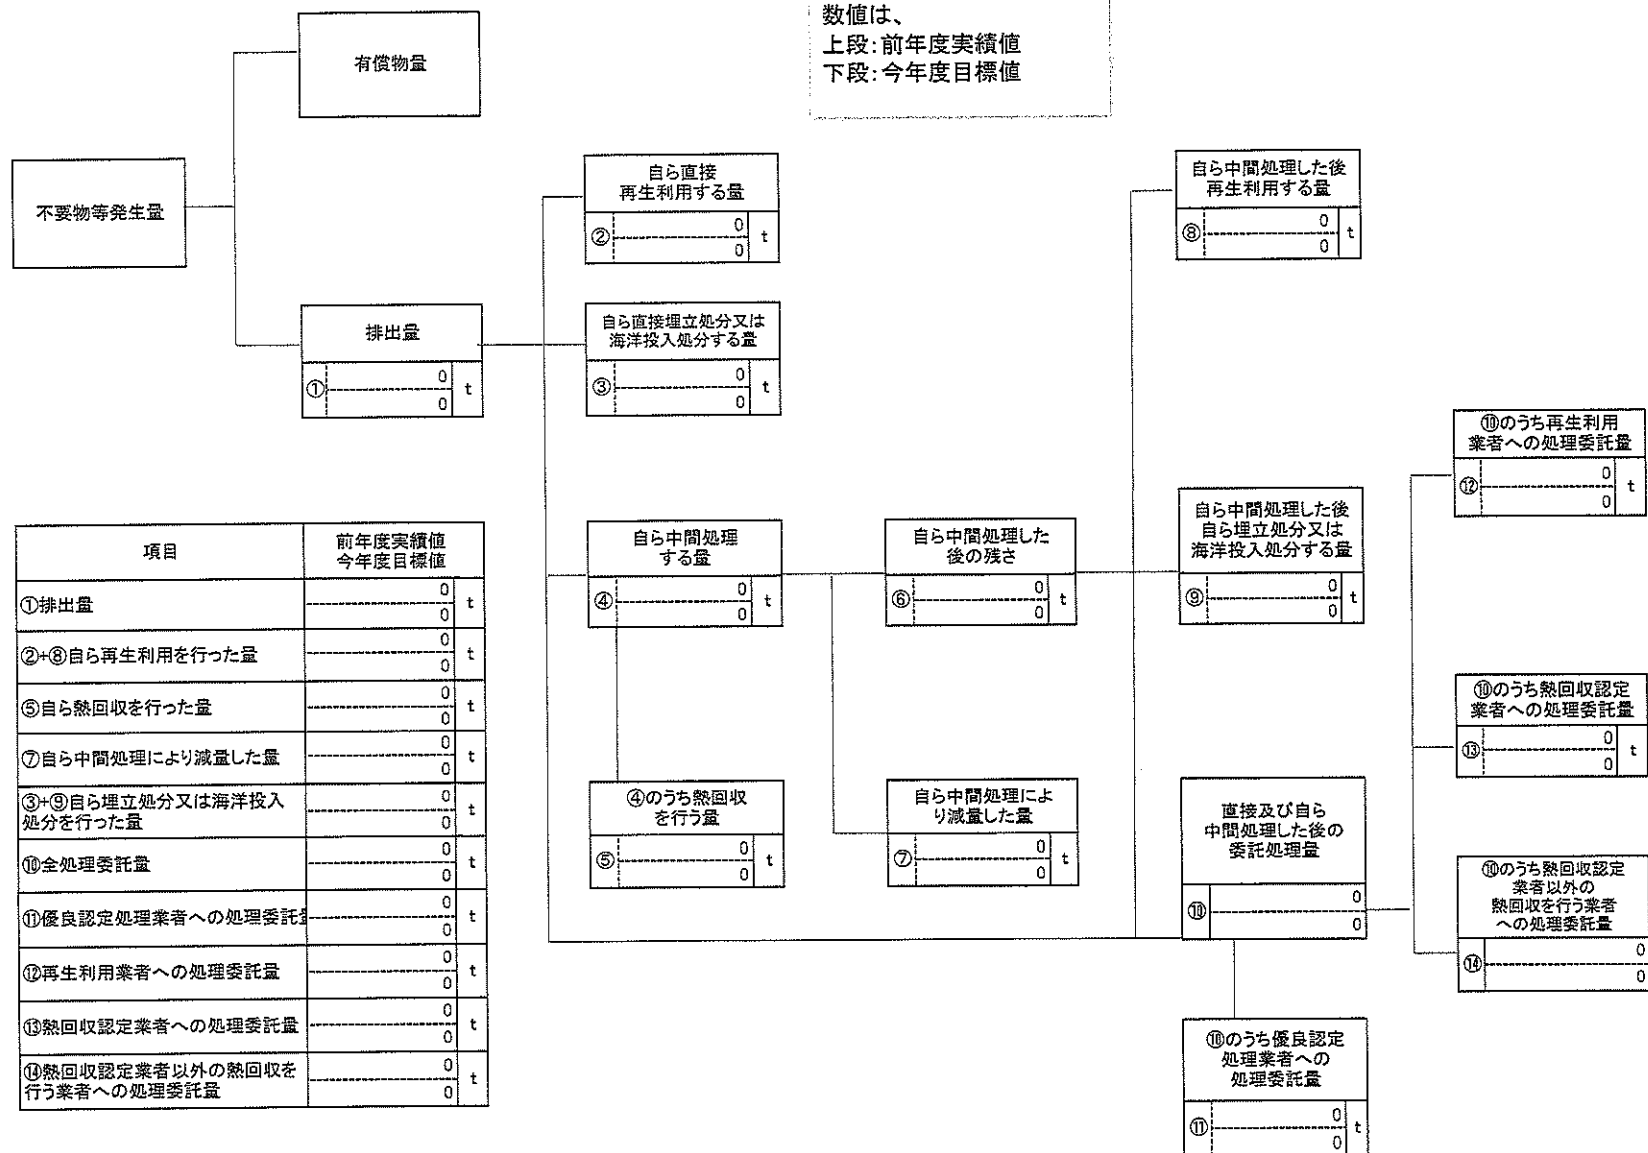 数値は、
上段:前年度実績値
下段:今年度目標値
有償物量
不要物等発生量
排出量
① 0 t
0
自ら直接
再生利用する量
② 0 t
0
自ら直接埋立処分又は
海洋投入処分する量
③ 0 t
0
自ら中間処理
する量
④ 0 t
0
④のうち熱回収
を行う量
⑤ 0 t
0
自ら中間処理した
後の残さ
⑥ 0 t
0
自ら中間処理によ
り減量した量
⑦ 0 t
0
自ら中間処理した後
再生利用する量
⑧ 0 t
0
自ら中間処理した後
自ら埋立処分又は
海洋投入処分する量
⑨ 0 t
0
直接及び自ら
中間処理した後の
委託処理量
⑩ 0
0
⑩のうち優良認定
処理業者への
処理委託量
⑪ 0 t
0
⑩のうち再生利用
業者への処理委託量
⑫ 0 t
0
⑩のうち熱回収認定
業者への処理委託量
⑬ 0 t
0
⑩のうち熱回収認定
業者以外の
熱回収を行う業者
への処理委託量
⑭ 0
0
項目 前年度実績値
今年度目標値
①排出量 0 t
0
②+⑧自ら再生利用を行った量 0 t
0
⑤自ら熱回収を行った量 0 t
0
⑦自ら中間処理により減量した量 0 t
0
③+⑨自ら埋立処分又は海洋投入 0 t
処分を行った量 0
⑩全処理委託量 0 t
0
⑪優良認定処理業者への処理委託量 0 t
0
⑫再生利用業者への処理委託量 0 t
0
⑬熱回収認定業者への処理委託量 0 t
0
⑭熱回収認定業者以外の熱回収を 0 t
行う業者への処理委託量 0